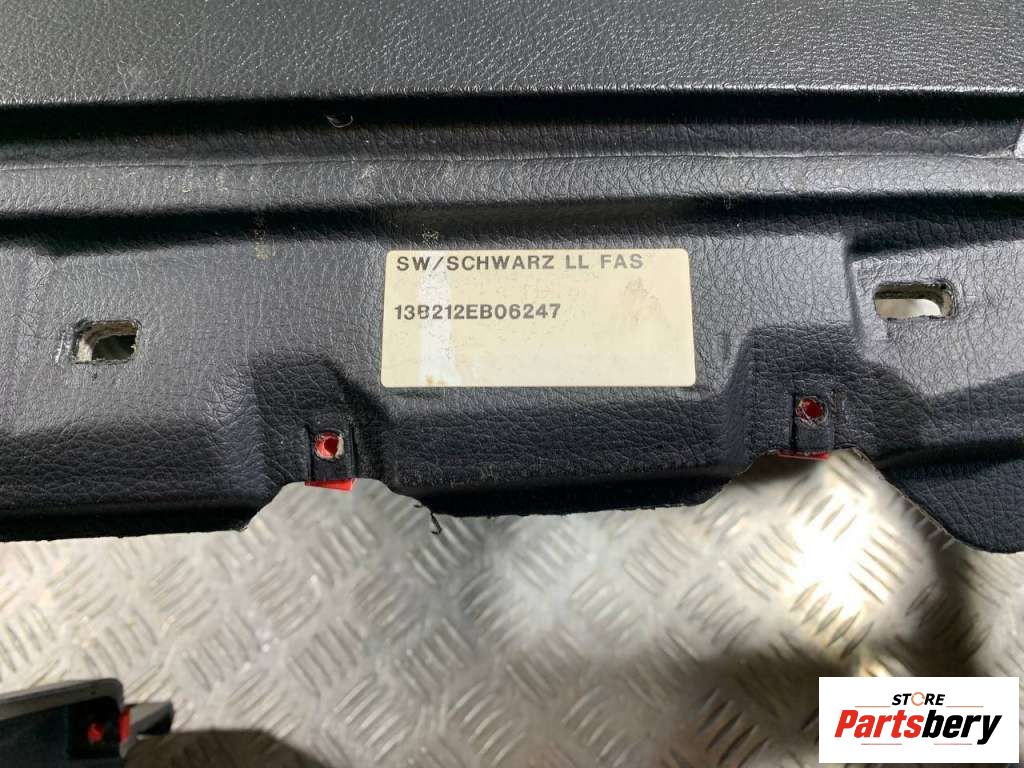 SW/SCHWARZ LL FAS
13B212EB06247
STORE
Partsbery